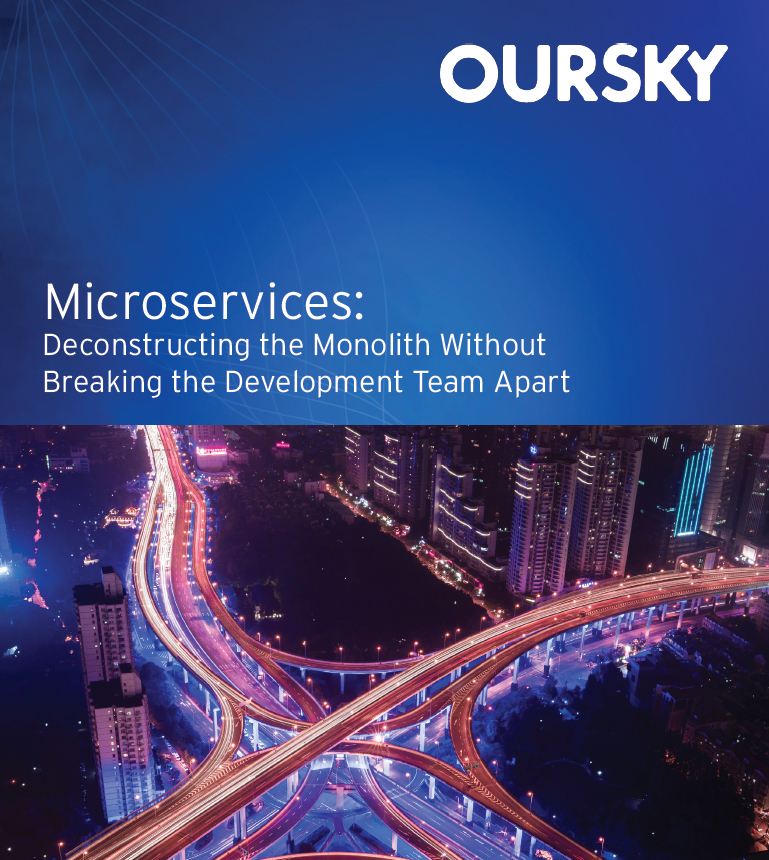 OURSKY
Microservices:
Deconstructing the Monolith Without
Breaking the Development Team Apart